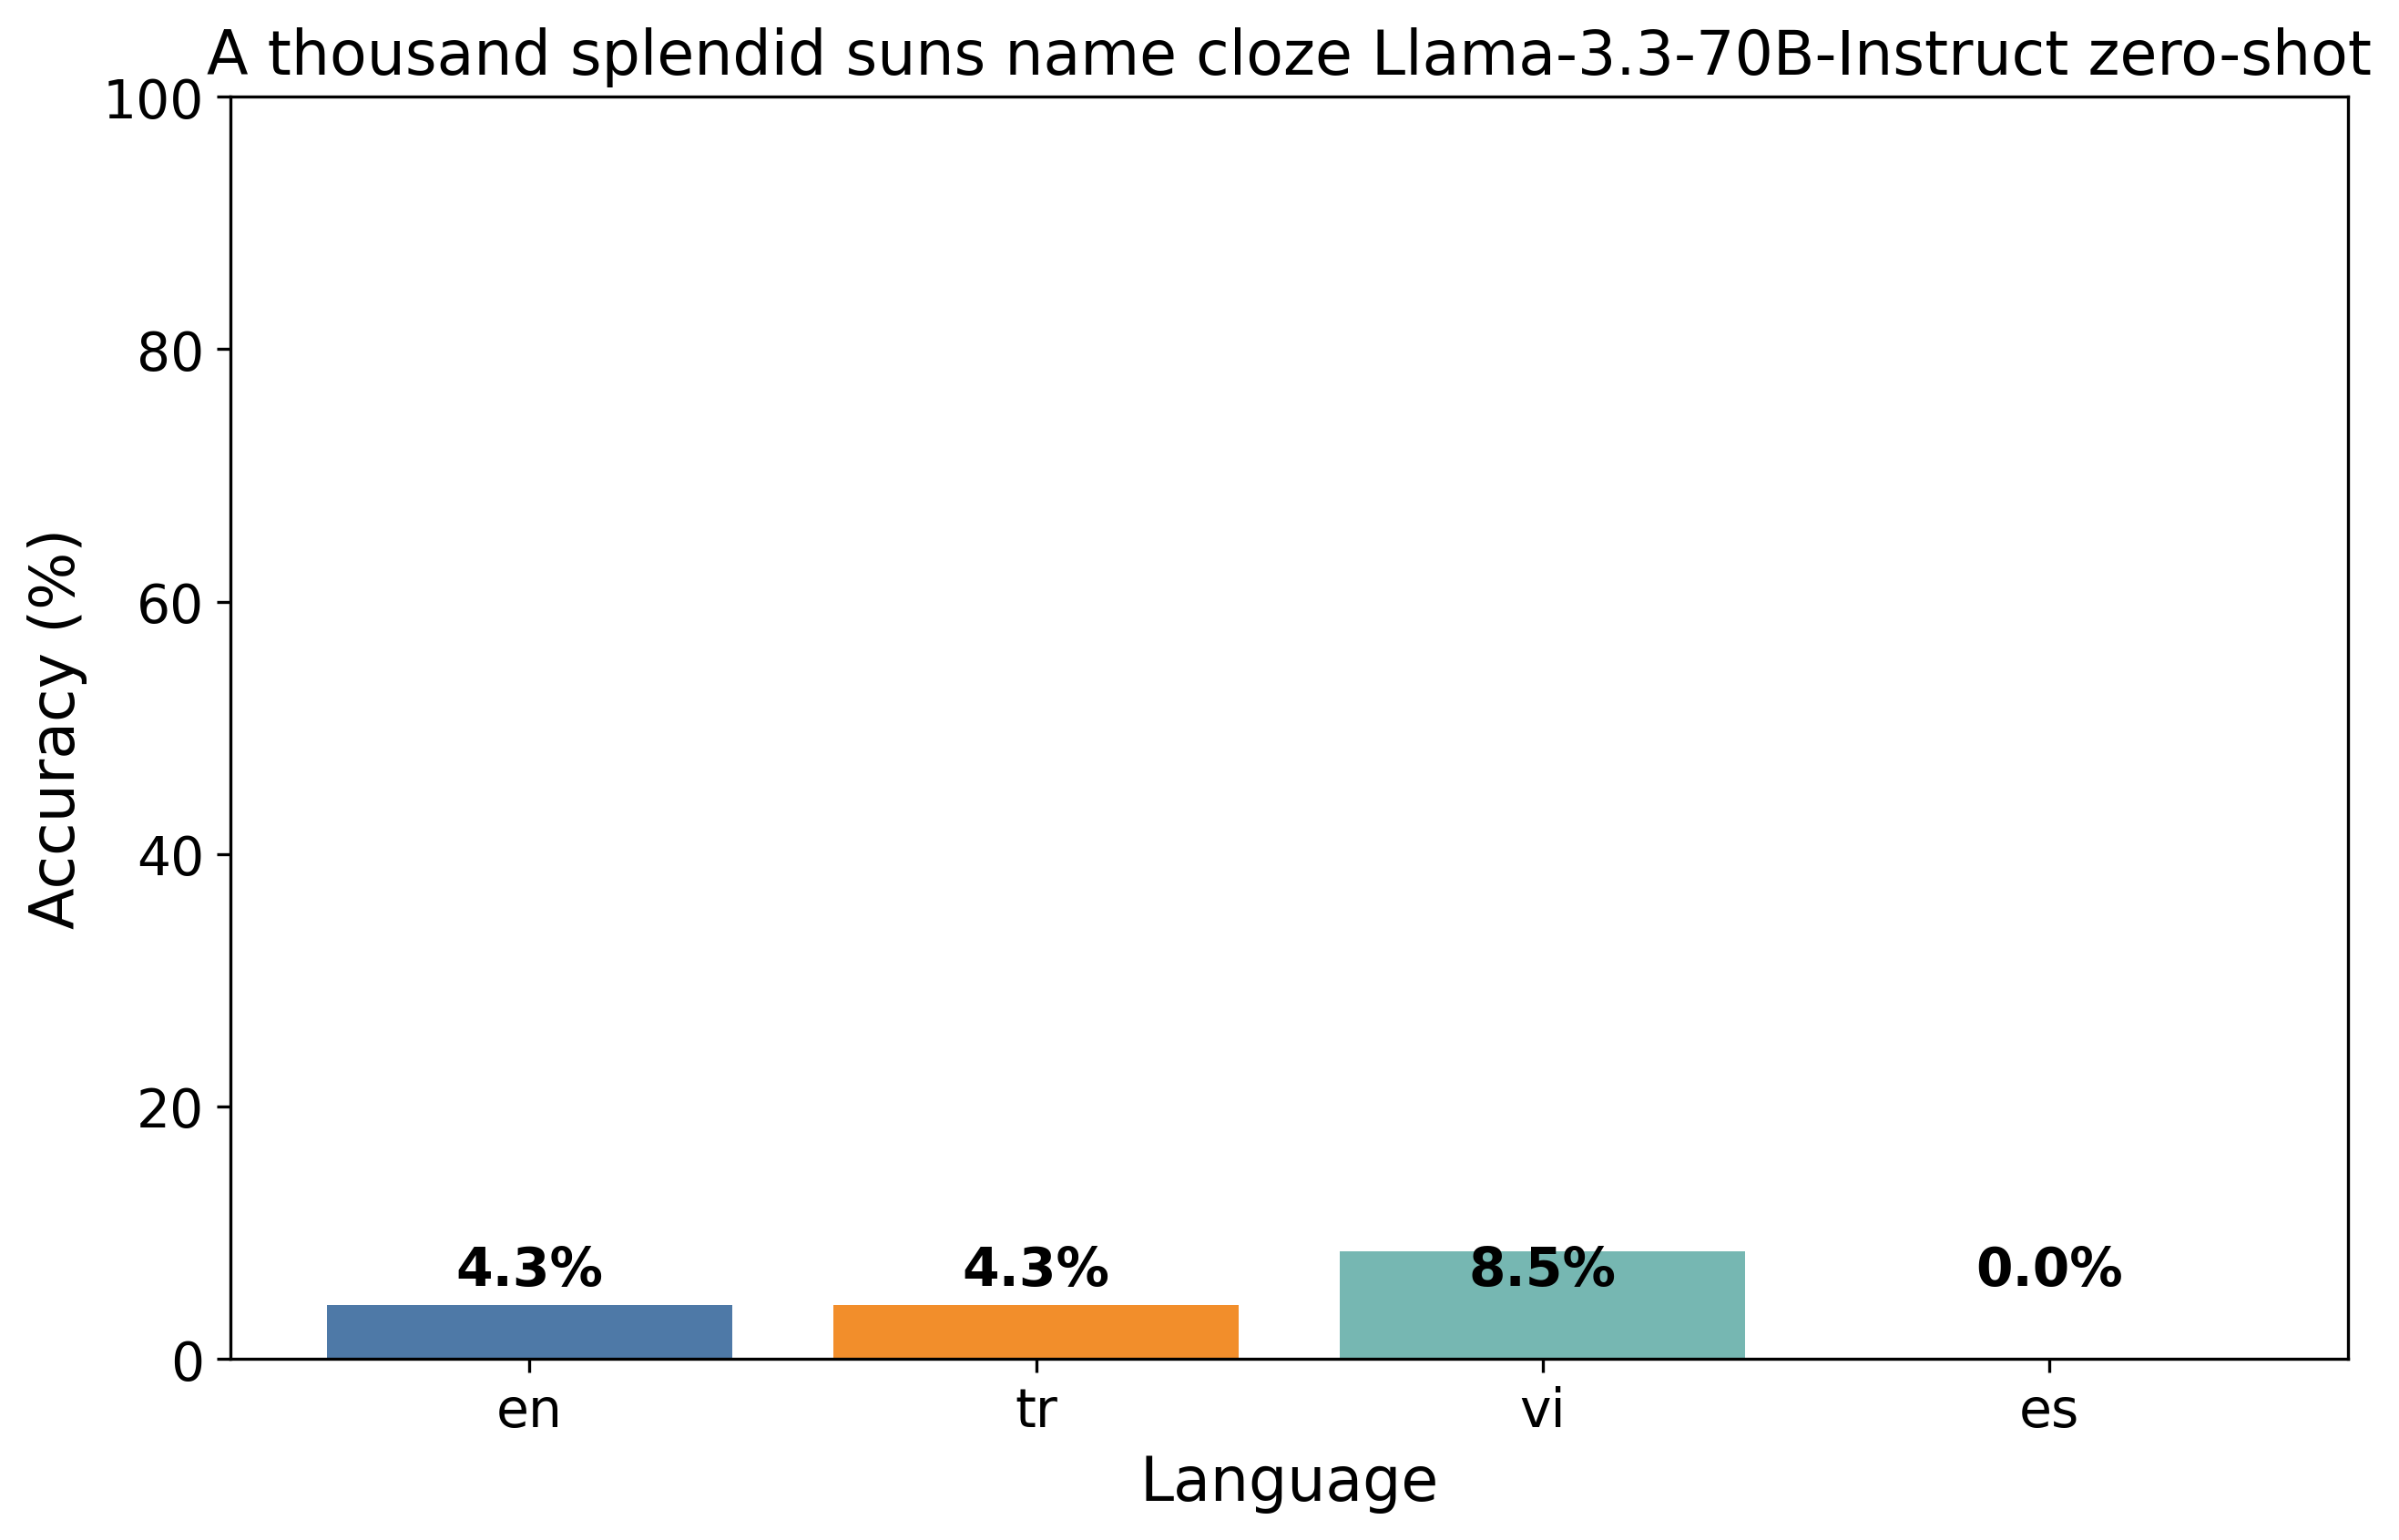 A thousand splendid suns name cloze Llama-3.3-70B-Instruct zero-shot
Accuracy (%)
100
80
60
40
20
0
4.3%
4.3%
8.5%
0.0%
en
tr
vi
es
Language